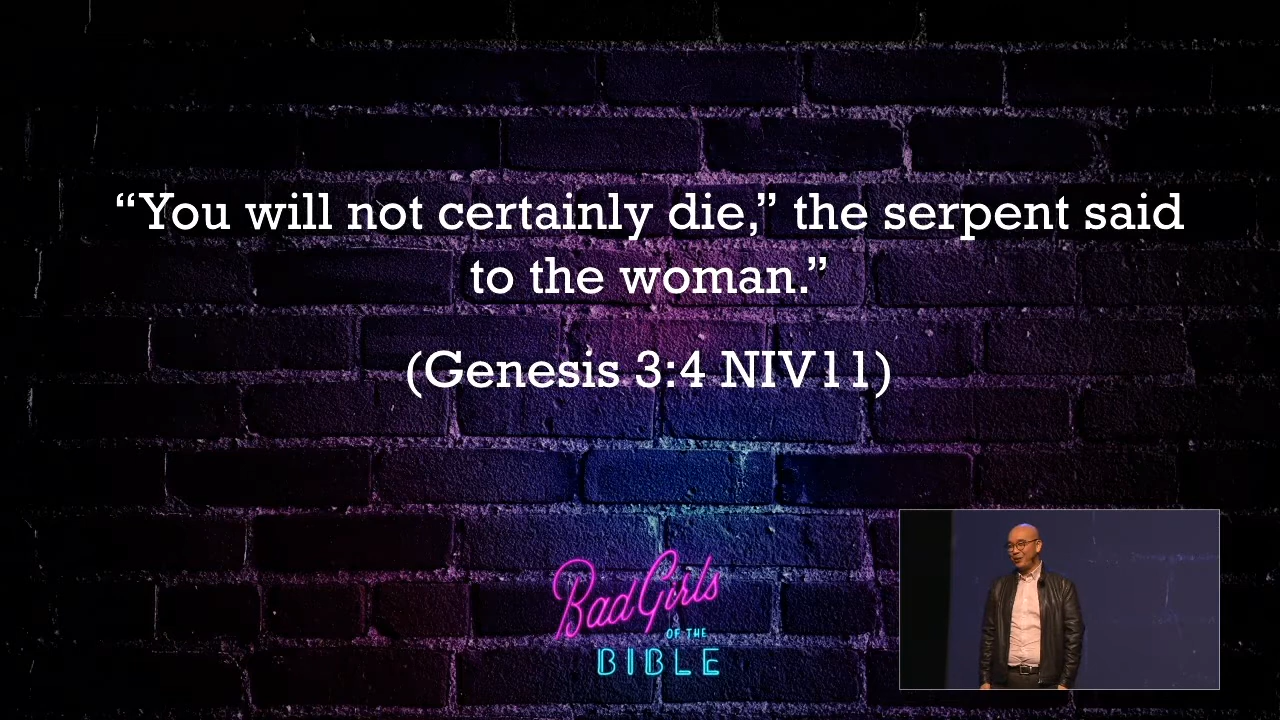 “You will not certainly die,” the serpent said
to the woman.”
(Genesis 3:4 NIV11)
Bad Girls
OF THE
BIBLE